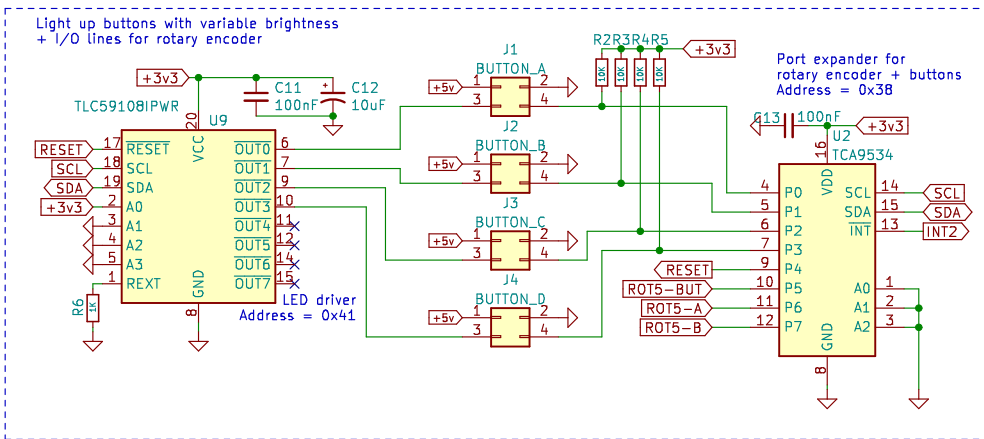 Light up buttons with variable brightness
+ I/O lines for rotary encoder
+3v3
C11
100nF
C12
10uF
TLC59108IPWR
U9
20
VCC
RESET 17 RESET
SCL 18 SCL
SDA 19 SDA
+3v3 2 A0
3 A1
4 A2
5 A3
1 REXT
OUT0 6
OUT1 7
OUT2 9
OUT3 10
OUT4 11
OUT5 12
OUT6 14
OUT7 15
GND
8
R6
1K
LED driver
Address = 0x41
J1
BUTTON_A
+5v 1 2
3 4
J2
BUTTON_B
+5v 1 2
3 4
J3
BUTTON_C
+5v 1 2
3 4
J4
BUTTON_D
+5v 1 2
3 4
R2 R3 R4 R5
10K 10K 10K 10K
+3v3
Port expander for
rotary encoder + buttons
Address = 0x38
C13 100nF
+3v3
U2
TCA9534
16
VDD
4 P0
5 P1
6 P2
7 P3
RESET 9 P4
ROT5-BUT 10 P5
ROT5-A 11 P6
ROT5-B 12 P7
SCL 14 SCL
SDA 15 SDA
INT 13 INT2
A0 1
A1 2
A2 3
GND
8